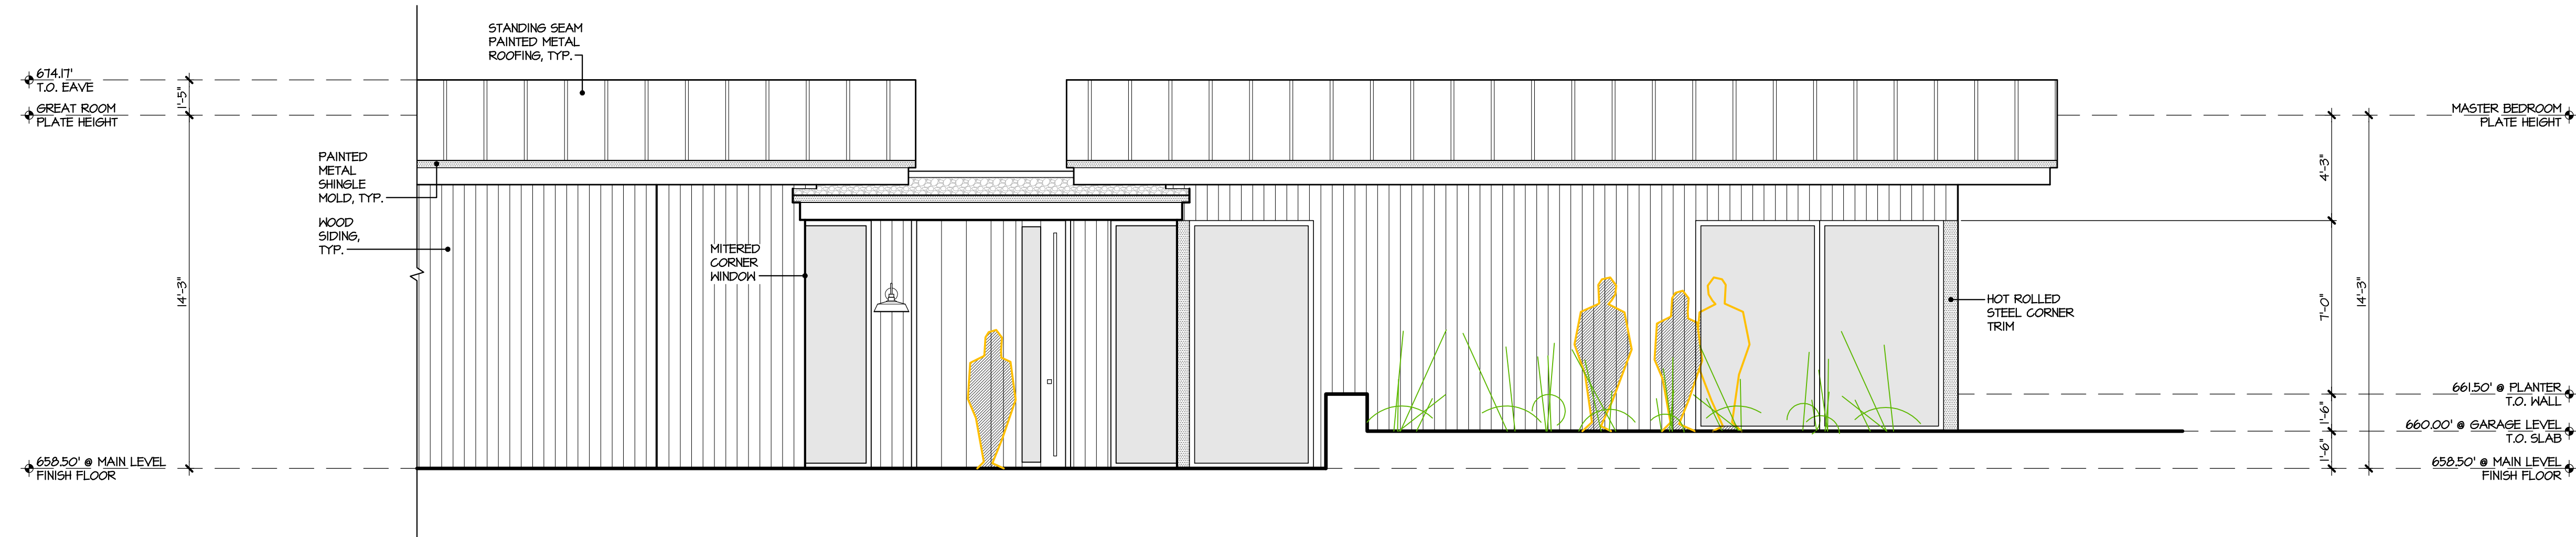 STANDING SEAM
PAINTED METAL
ROOFING, TYP.
674.17'
T.O. EAVE
1'-5"
GREAT ROOM
PLATE HEIGHT
14'-3"
658.50' @ MAIN LEVEL
FINISH FLOOR
PAINTED
METAL
SHINGLE
MOLD, TYP.
WOOD
SIDING,
TYP.
MITERED
CORNER
WINDOW
HOT ROLLED
STEEL CORNER
TRIM
MASTER BEDROOM
PLATE HEIGHT
4'-3"
7'-0"
14'-3"
1'-6"
1'-6"
661.50' @ PLANTER
T.O. WALL
660.00' @ GARAGE LEVEL
T.O. SLAB
658.50' @ MAIN LEVEL
FINISH FLOOR